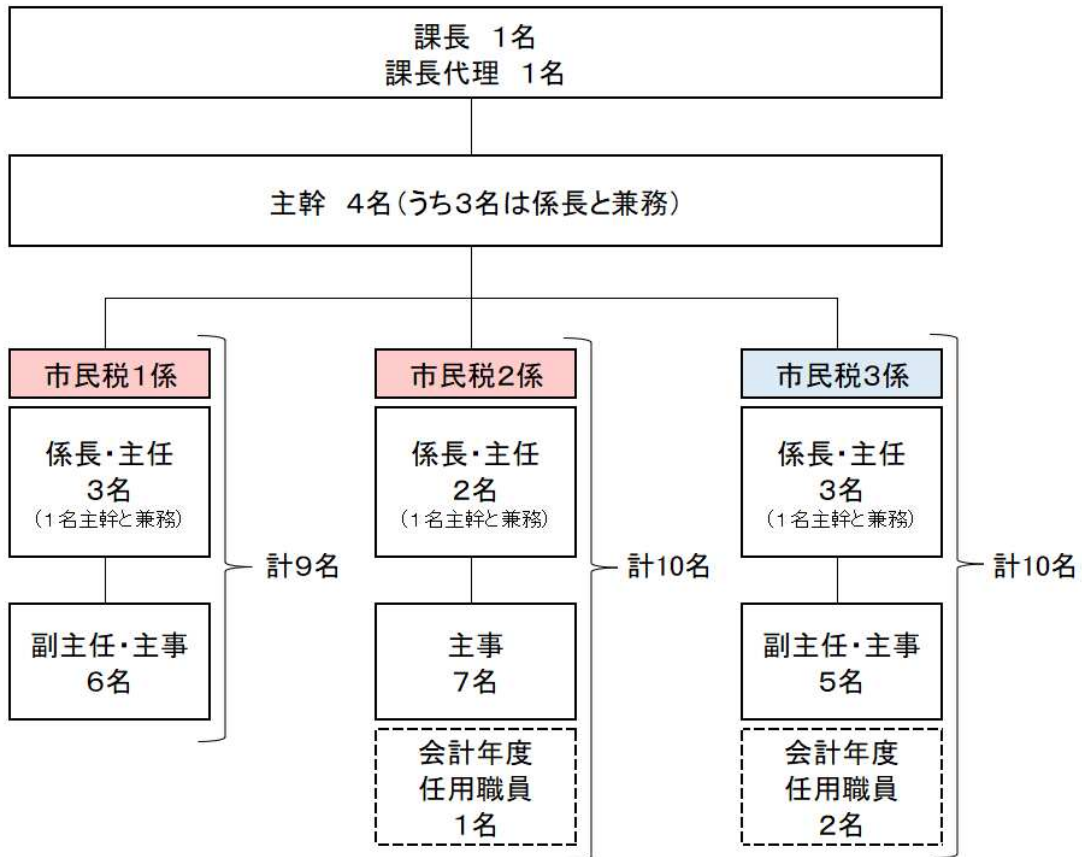 課長　１名
課長代理　１名
主幹　４名（うち３名は係長と兼務）
市民税１係
係長・主任
３名
（１名主幹と兼務）
副主任・主事
６名
計９名
市民税２係
係長・主任
２名
（１名主幹と兼務）
主事
７名
会計年度
任用職員
１名
計10名
市民税３係
係長・主任
３名
（１名主幹と兼務）
副主任・主事
５名
会計年度
任用職員
２名
計10名